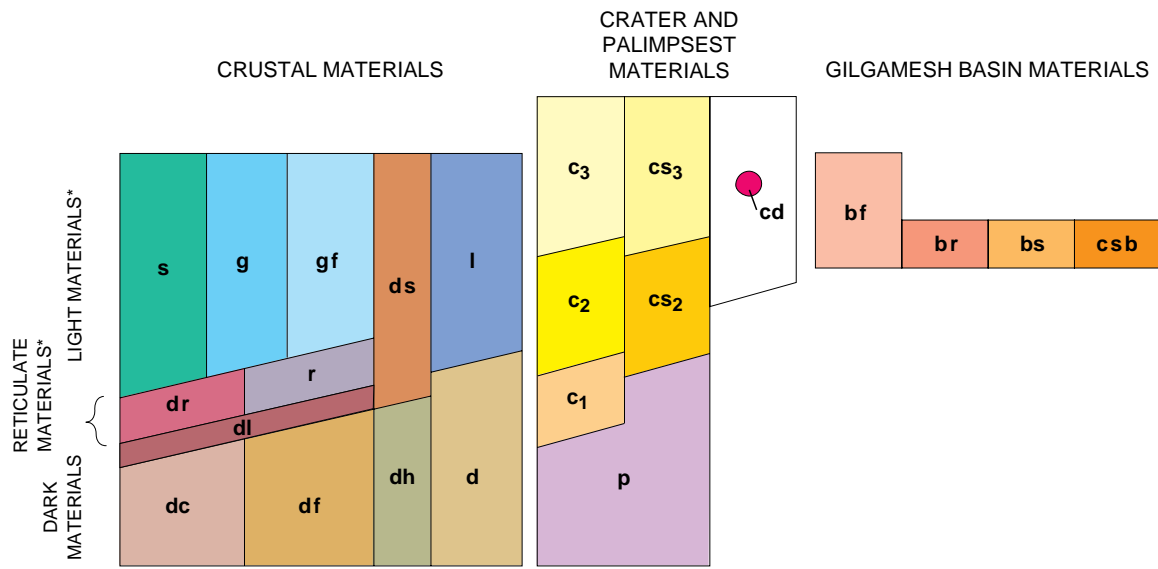 CRATER AND
PALIMPSEST
MATERIALS
CRUSTAL MATERIALS
GILGAMESH BASIN MATERIALS
LIGHT MATERIALS*
RETICULATE
MATERIALS*
DARK
MATERIALS
s
g
gf
ds
l
r
dr
dl
dc
df
dh
d
c3
cs3
cd
c2
cs2
c1
p
bf
br
bs
csb